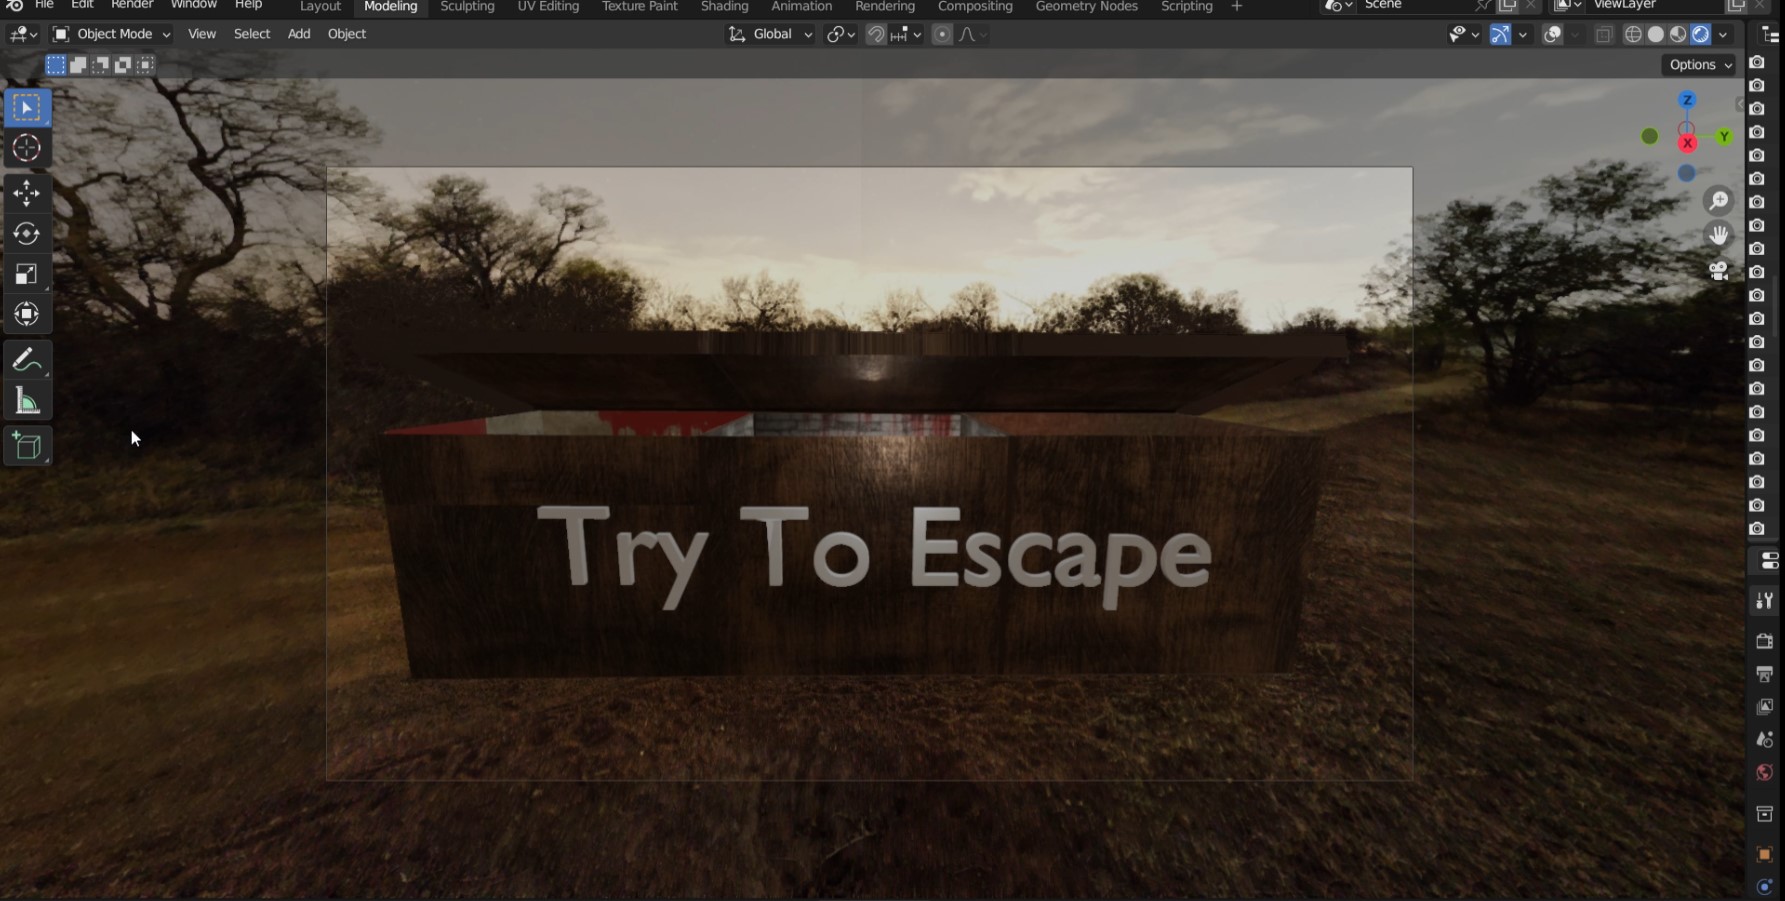 File Edit Render Window Help Layout Modeling Sculpting UV Editing Texture Paint Shading Animation Rendering Compositing Geometry Nodes Scripting + Scene ViewLayer
Object Mode View Select Add Object Global
Options
Z
Y
X
Try To Escape